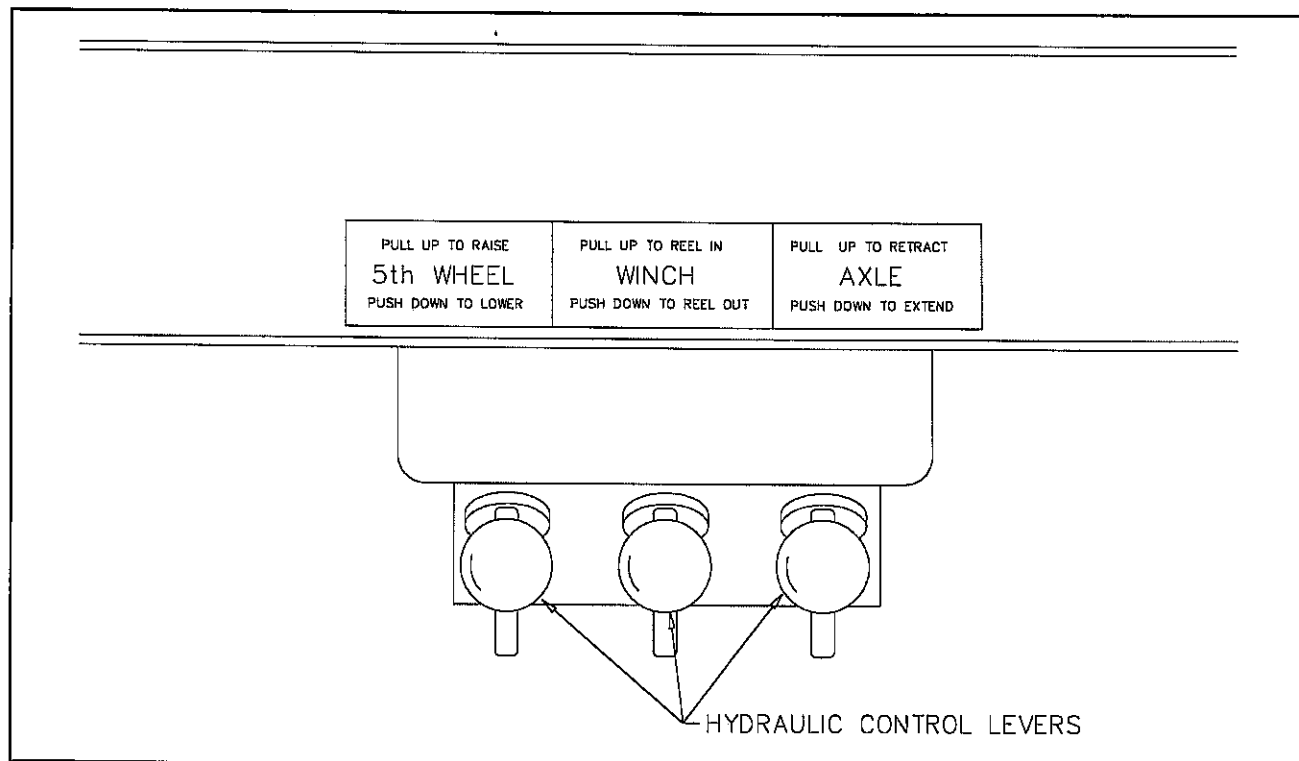 PULL UP TO RAISE
5th WHEEL
PUSH DOWN TO LOWER
PULL UP TO REEL IN
WINCH
PUSH DOWN TO REEL OUT
PULL UP TO RETRACT
AXLE
PUSH DOWN TO EXTEND
HYDRAULIC CONTROL LEVERS